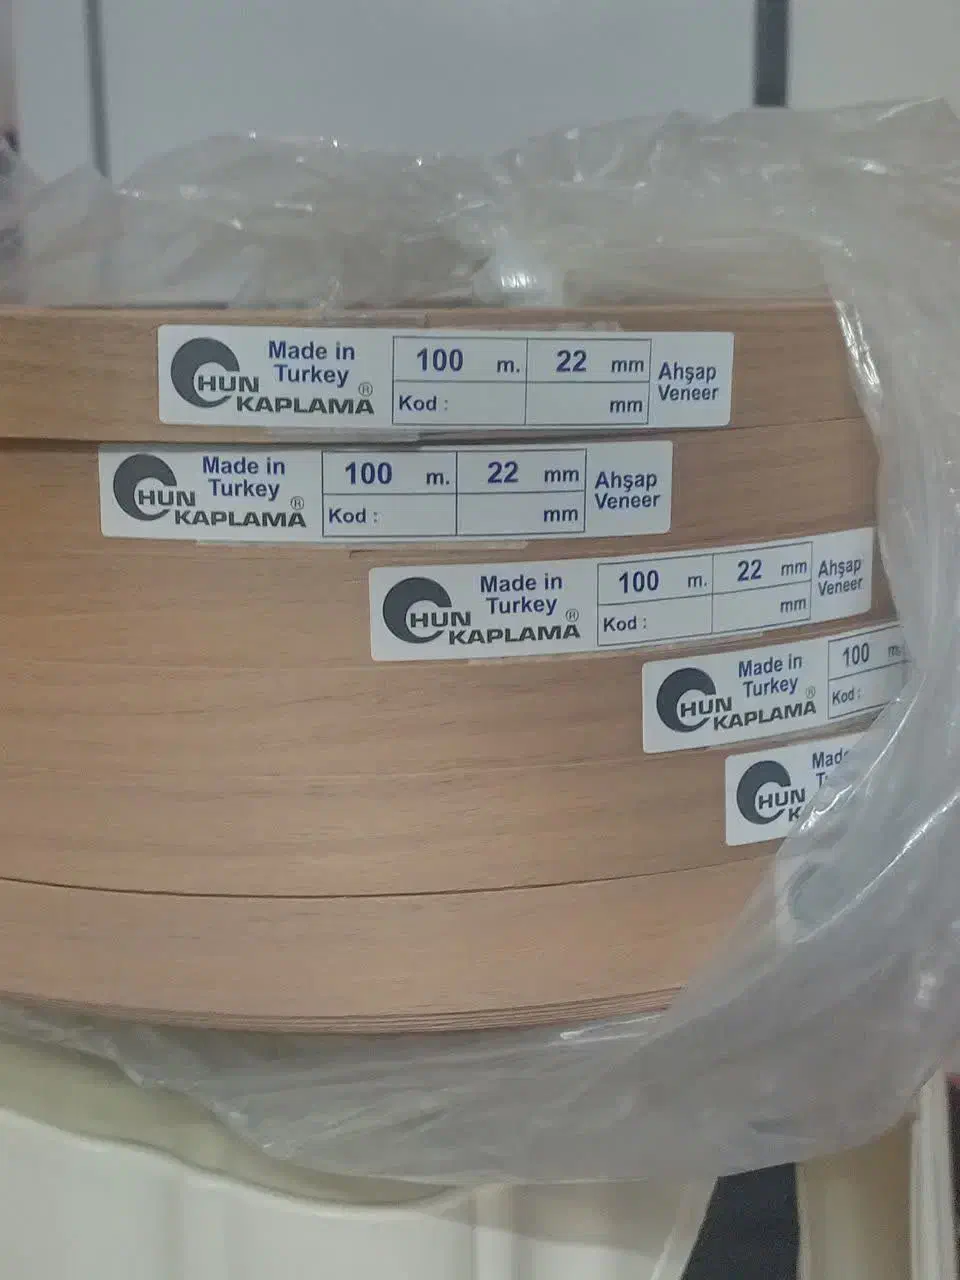 Made in
Turkey
HUN
KAPLAMA ®
100 m. 22 mm
Kod : mm
Ahşap
Veneer
Made in
Turkey
HUN
KAPLAMA ®
100 m. 22 mm
Kod : mm
Ahşap
Veneer
Made in
Turkey
HUN
KAPLAMA ®
100 m. 22 mm
Kod : mm
Ahşap
Veneer
Made in
Turkey
HUN
KAPLAMA ®
100 m.
Kod :
HUN